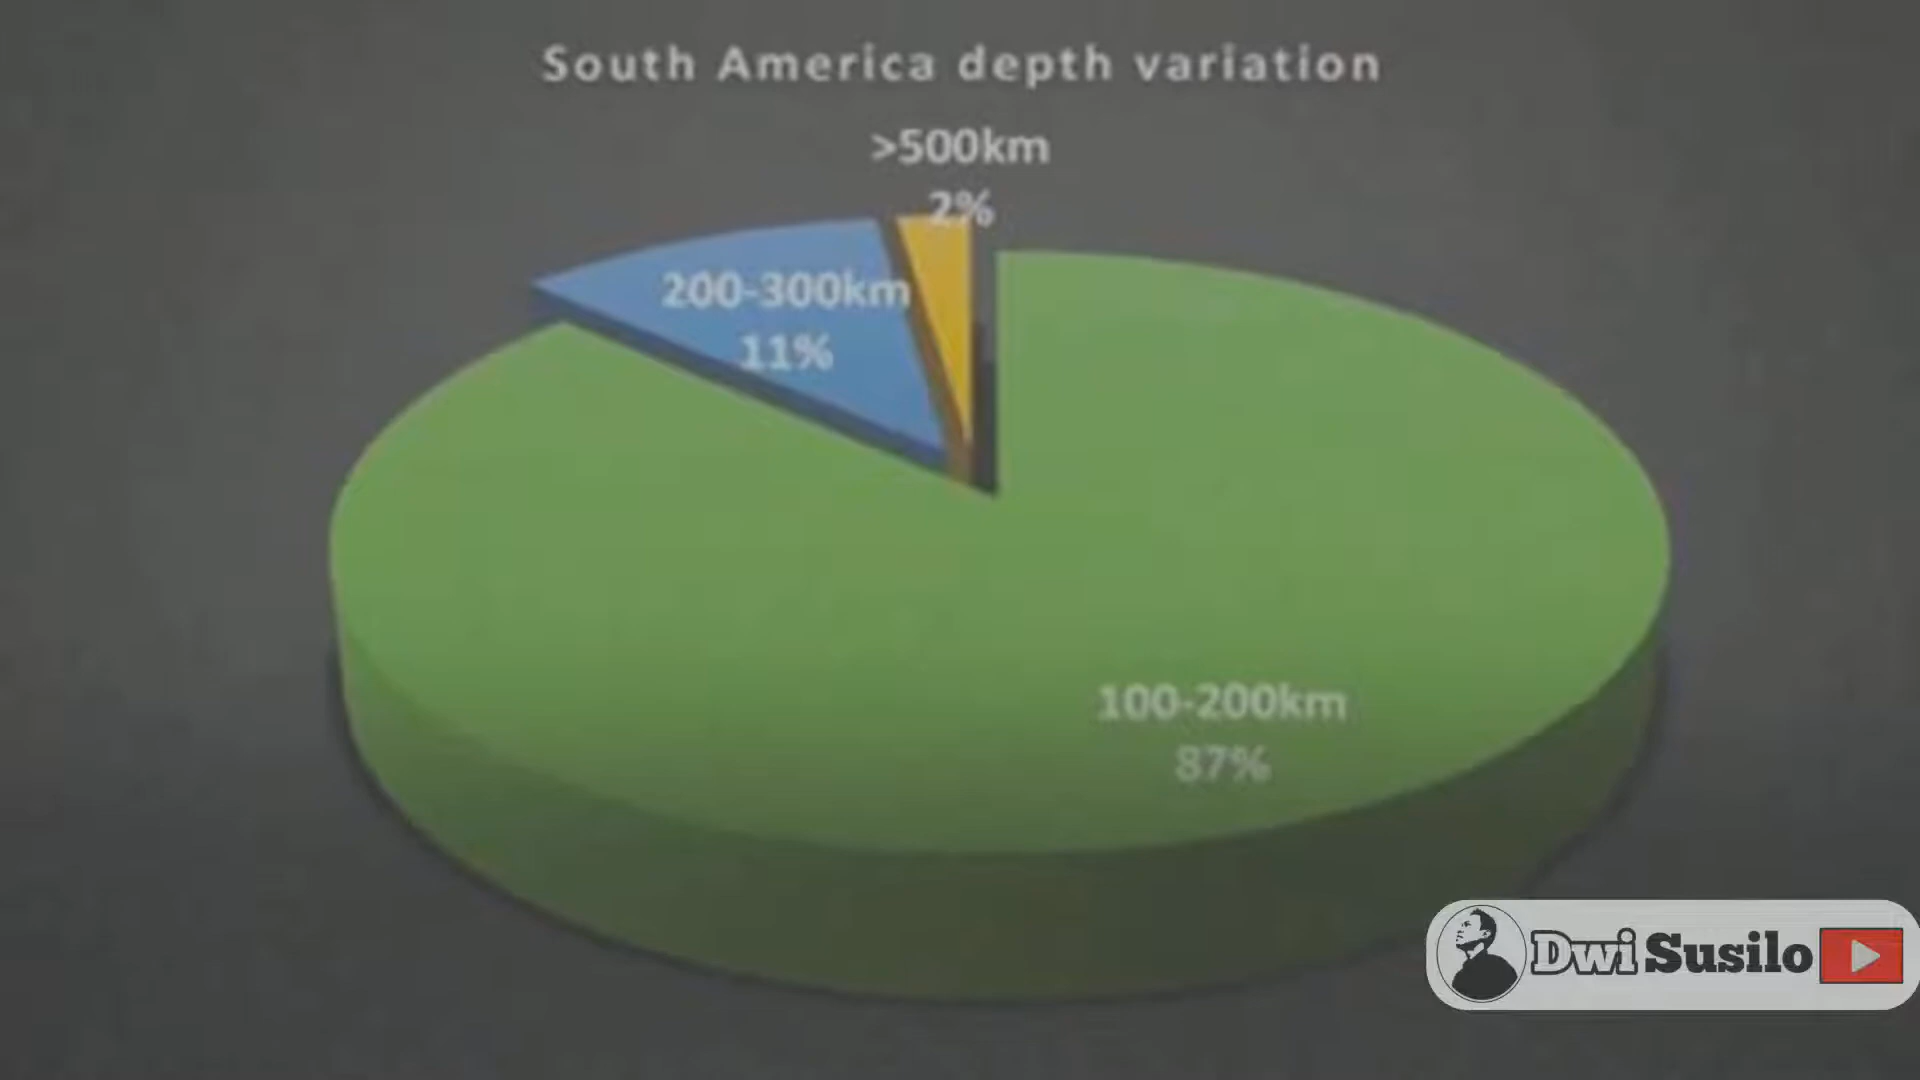 South America depth variation
>500km
2%
200-300km
11%
100-200km
87%
Dwi Susilo